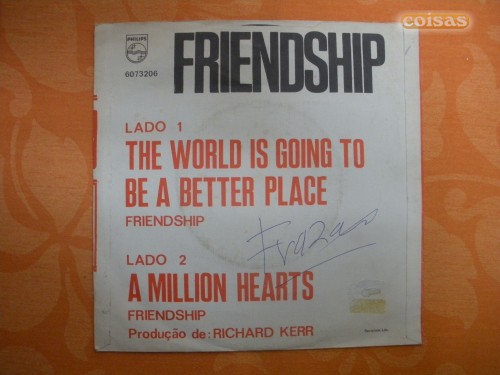 coisas
PHILIPS
6073206
FRIENDSHIP
LADO 1
THE WORLD IS GOING TO
BE A BETTER PLACE
FRIENDSHIP
LADO 2
A MILLION HEARTS
FRIENDSHIP
Produção de: RICHARD KERR